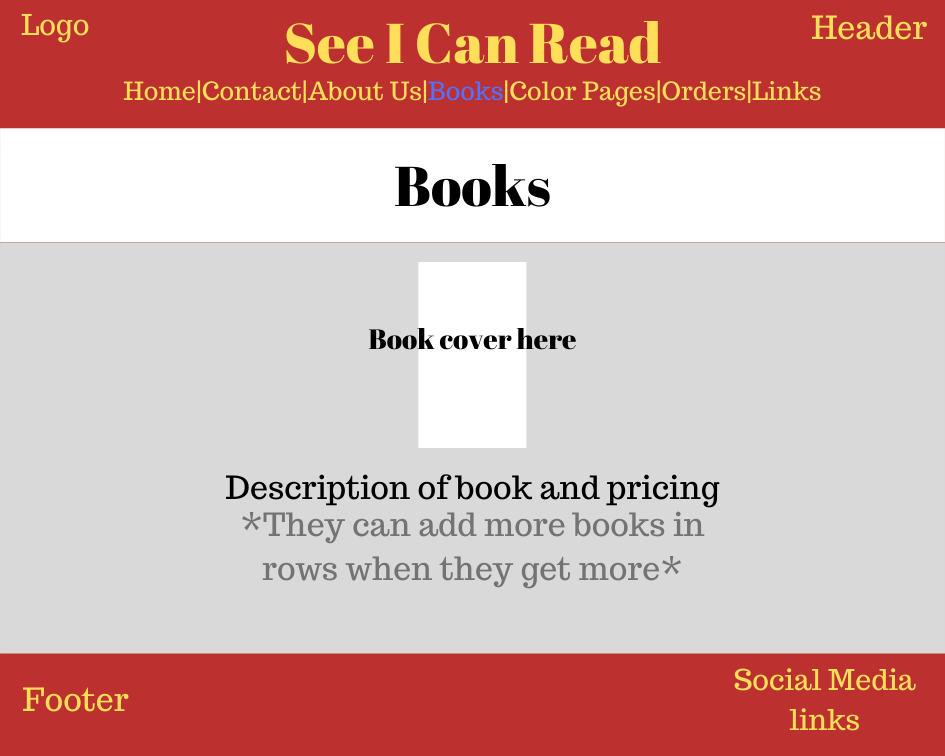 Logo
See I Can Read
Header
Home|Contact|About Us|Books|Color Pages|Orders|Links
Books
Book cover here
Description of book and pricing
*They can add more books in
rows when they get more*
Footer
Social Media
links